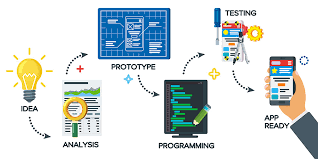 IDEA
ANALYSIS
PROTOTYPE
PROGRAMMING
TESTING
APP
READY